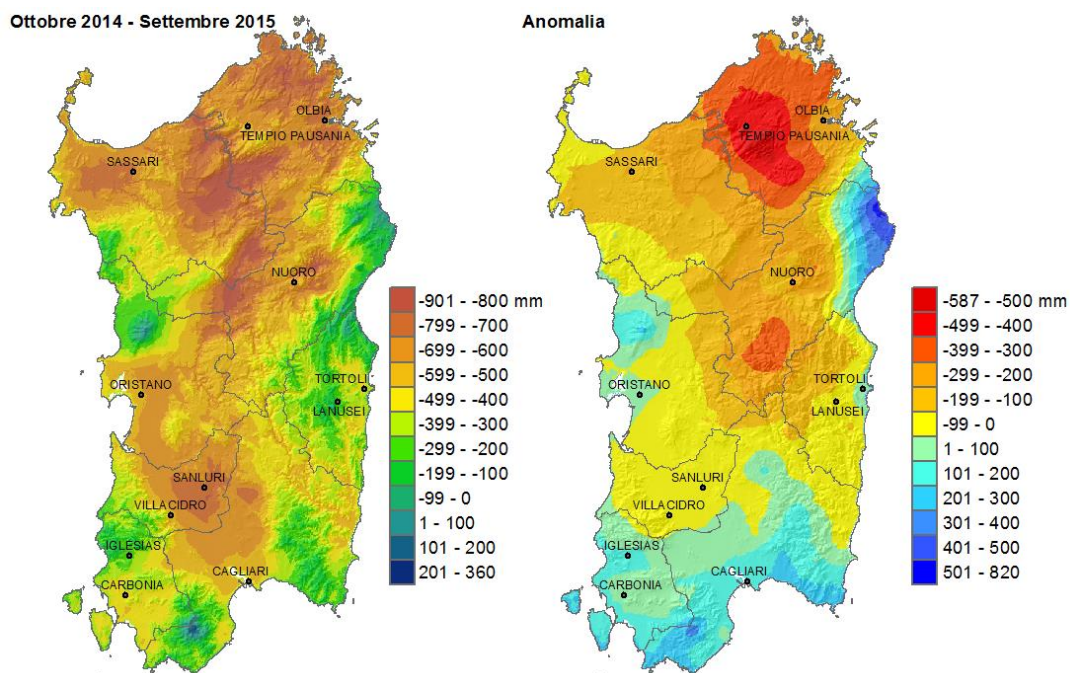 Ottobre 2014 - Settembre 2015
OLBIA
TEMPIO PAUSANIA
SASSARI
NUORO
ORISTANO
TORTOLI
LANUSEI
SANLURI
VILLACIDRO
IGLESIAS
CARBONIA
CAGLIARI
-901 - -800 mm
-799 - -700
-699 - -600
-599 - -500
-499 - -400
-399 - -300
-299 - -200
-199 - -100
-99 - 0
1 - 100
101 - 200
201 - 360
Anomalia
OLBIA
TEMPIO PAUSANIA
SASSARI
NUORO
ORISTANO
TORTOLI
LANUSEI
SANLURI
VILLACIDRO
IGLESIAS
CARBONIA
CAGLIARI
-587 - -500 mm
-499 - -400
-399 - -300
-299 - -200
-199 - -100
-99 - 0
1 - 100
101 - 200
201 - 300
301 - 400
401 - 500
501 - 820